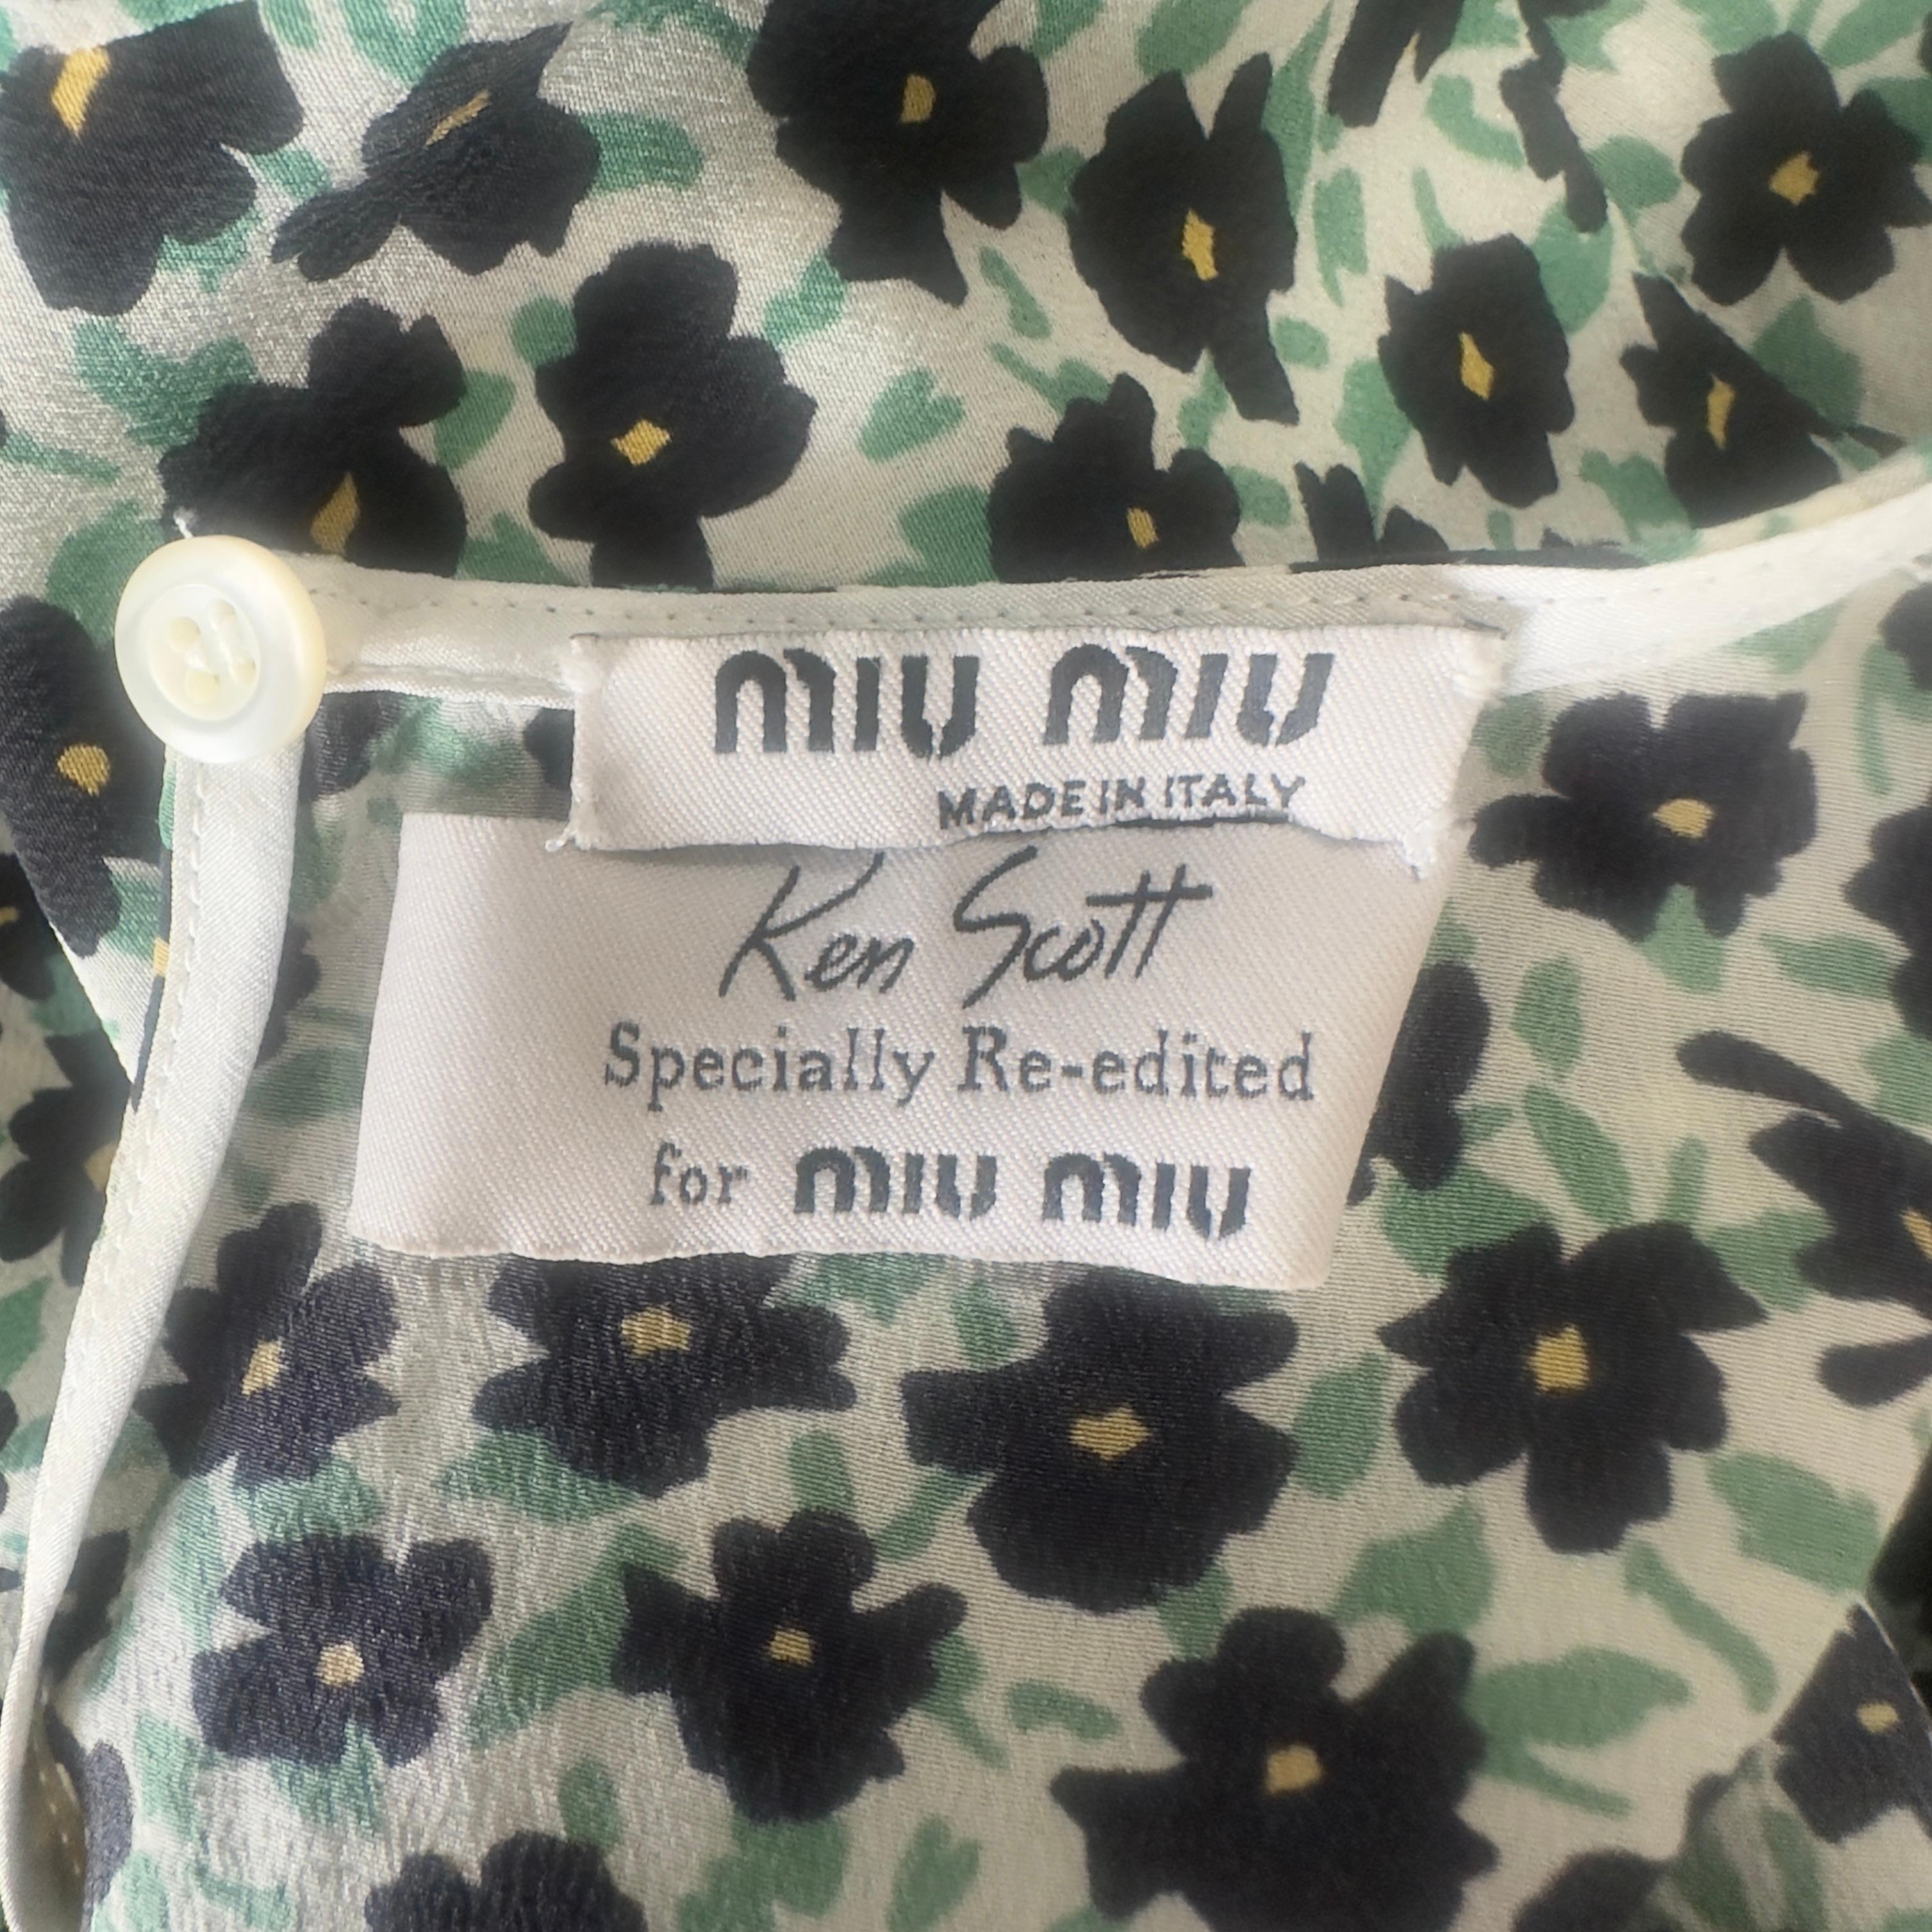 miu miu
MADE IN ITALY
Ken Scott
Specially Re-edited
for miu miu